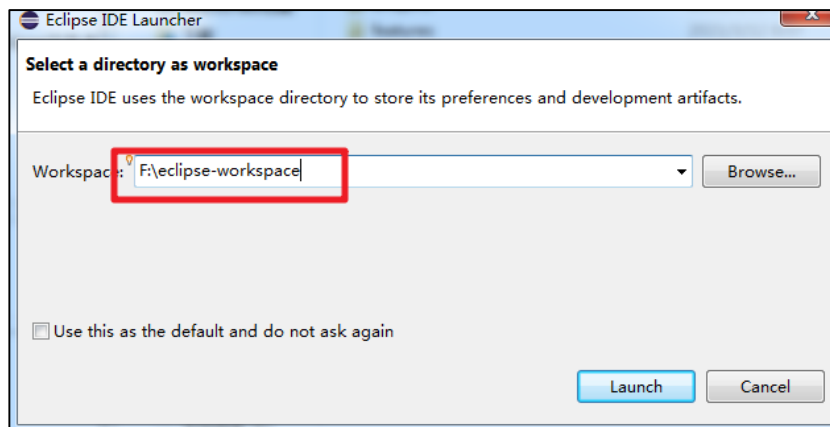 Eclipse IDE Launcher
features
Select a directory as workspace
Eclipse IDE uses the workspace directory to store its preferences and development artifacts.
Workspace: F:\eclipse-workspace Browse...
Use this as the default and do not ask again
Launch Cancel